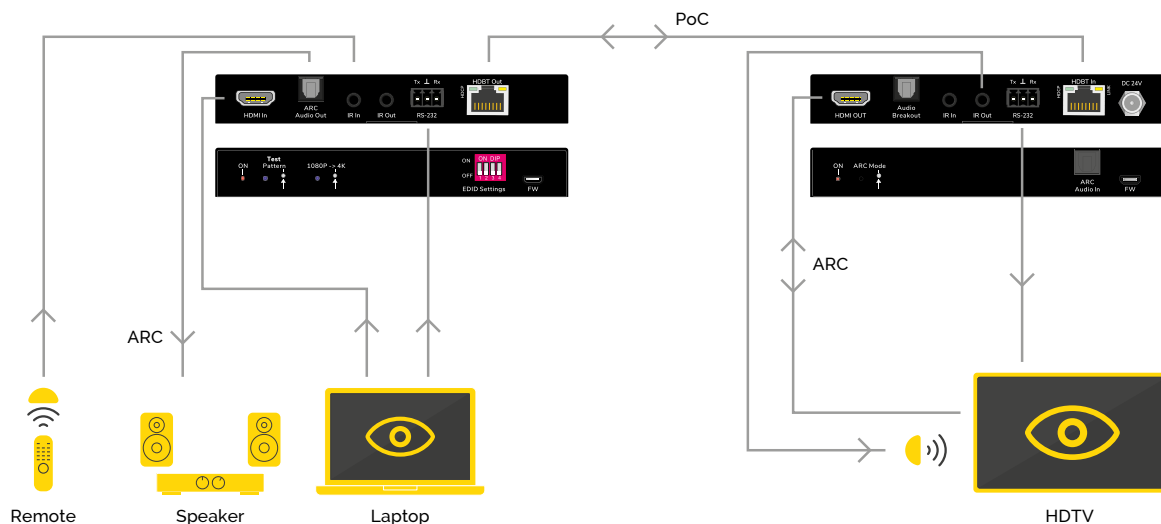 PoC
Tx ⊥ Rx
HDBT Out
HDCP
HDMI In
ARC
Audio Out
IR In
IR Out
RS-232
ON
Test
Pattern
1080P -> 4K
ON
OFF
ON DIP
1 2 3 4
EDID Settings
FW
Tx ⊥ Rx
HDBT In
DC 24V
HDCP
LINK
HDMI OUT
Audio
Breakout
IR In
IR Out
RS-232
ON
ARC Mode
ARC
Audio In
FW
ARC
ARC
Remote
Speaker
Laptop
HDTV